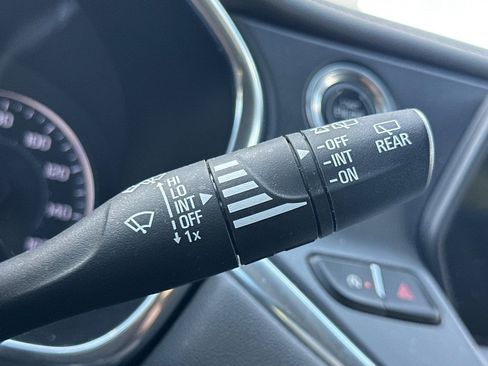 HI
LO
INT
OFF
1x
OFF
-INT
-ON
REAR